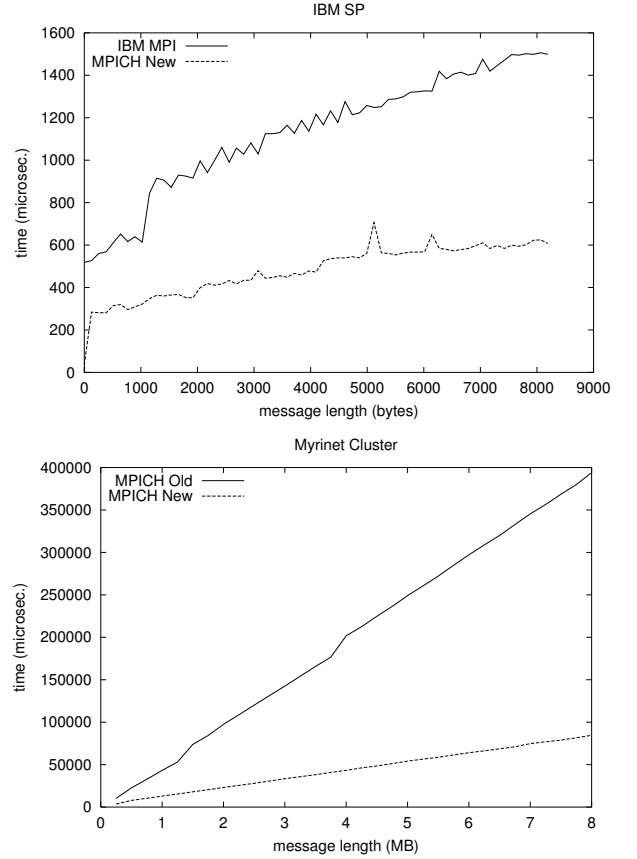 IBM SP
1600
1400
1200
1000
800
600
400
200
0
time (microsec.)
IBM MPI
MPICH New
0 1000 2000 3000 4000 5000 6000 7000 8000 9000
message length (bytes)
Myrinet Cluster
400000
350000
300000
250000
200000
150000
100000
50000
0
time (microsec.)
MPICH Old
MPICH New
0 1 2 3 4 5 6 7 8
message length (MB)